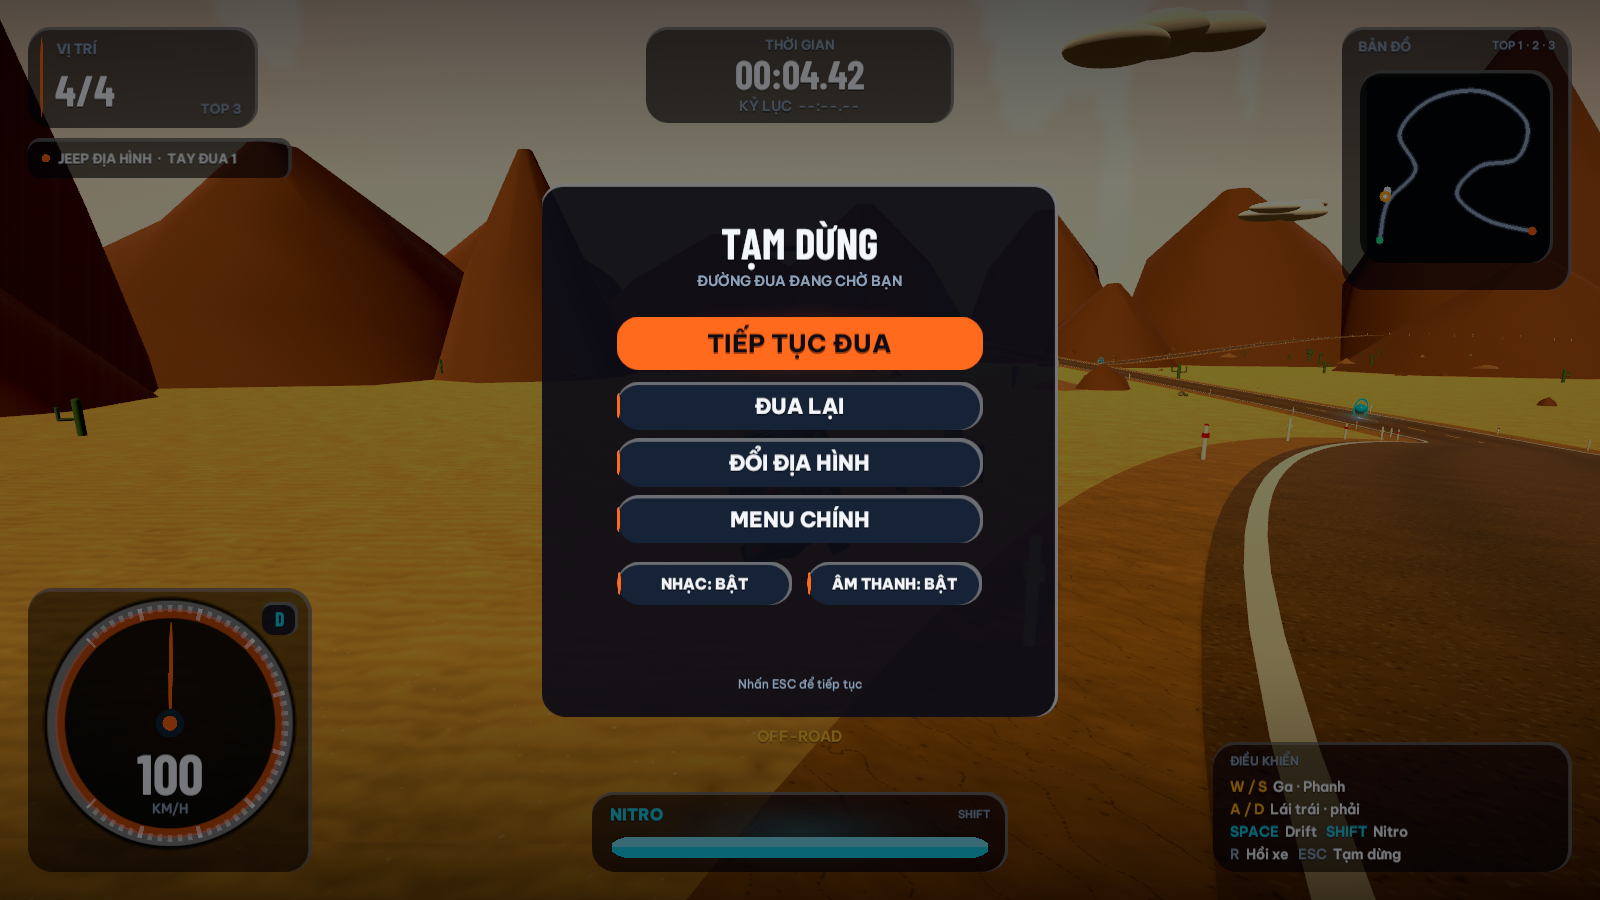 VỊ TRÍ
4/4
TOP 3
JEEP ĐỊA HÌNH · TAY ĐUA 1
THỜI GIAN
00:04.42
KỶ LỤC --:--.--
BẢN ĐỒ
TOP 1 · 2 · 3
TẠM DỪNG
ĐƯỜNG ĐUA ĐANG CHỜ BẠN
TIẾP TỤC ĐUA
ĐUA LẠI
ĐỔI ĐỊA HÌNH
MENU CHÍNH
NHẠC: BẬT
ÂM THANH: BẬT
Nhấn ESC để tiếp tục
OFF-ROAD
D
100
KM/H
NITRO
SHIFT
ĐIỀU KHIỂN
W / S Ga · Phanh
A / D Lái trái · phải
SPACE Drift SHIFT Nitro
R Hồi xe ESC Tạm dừng